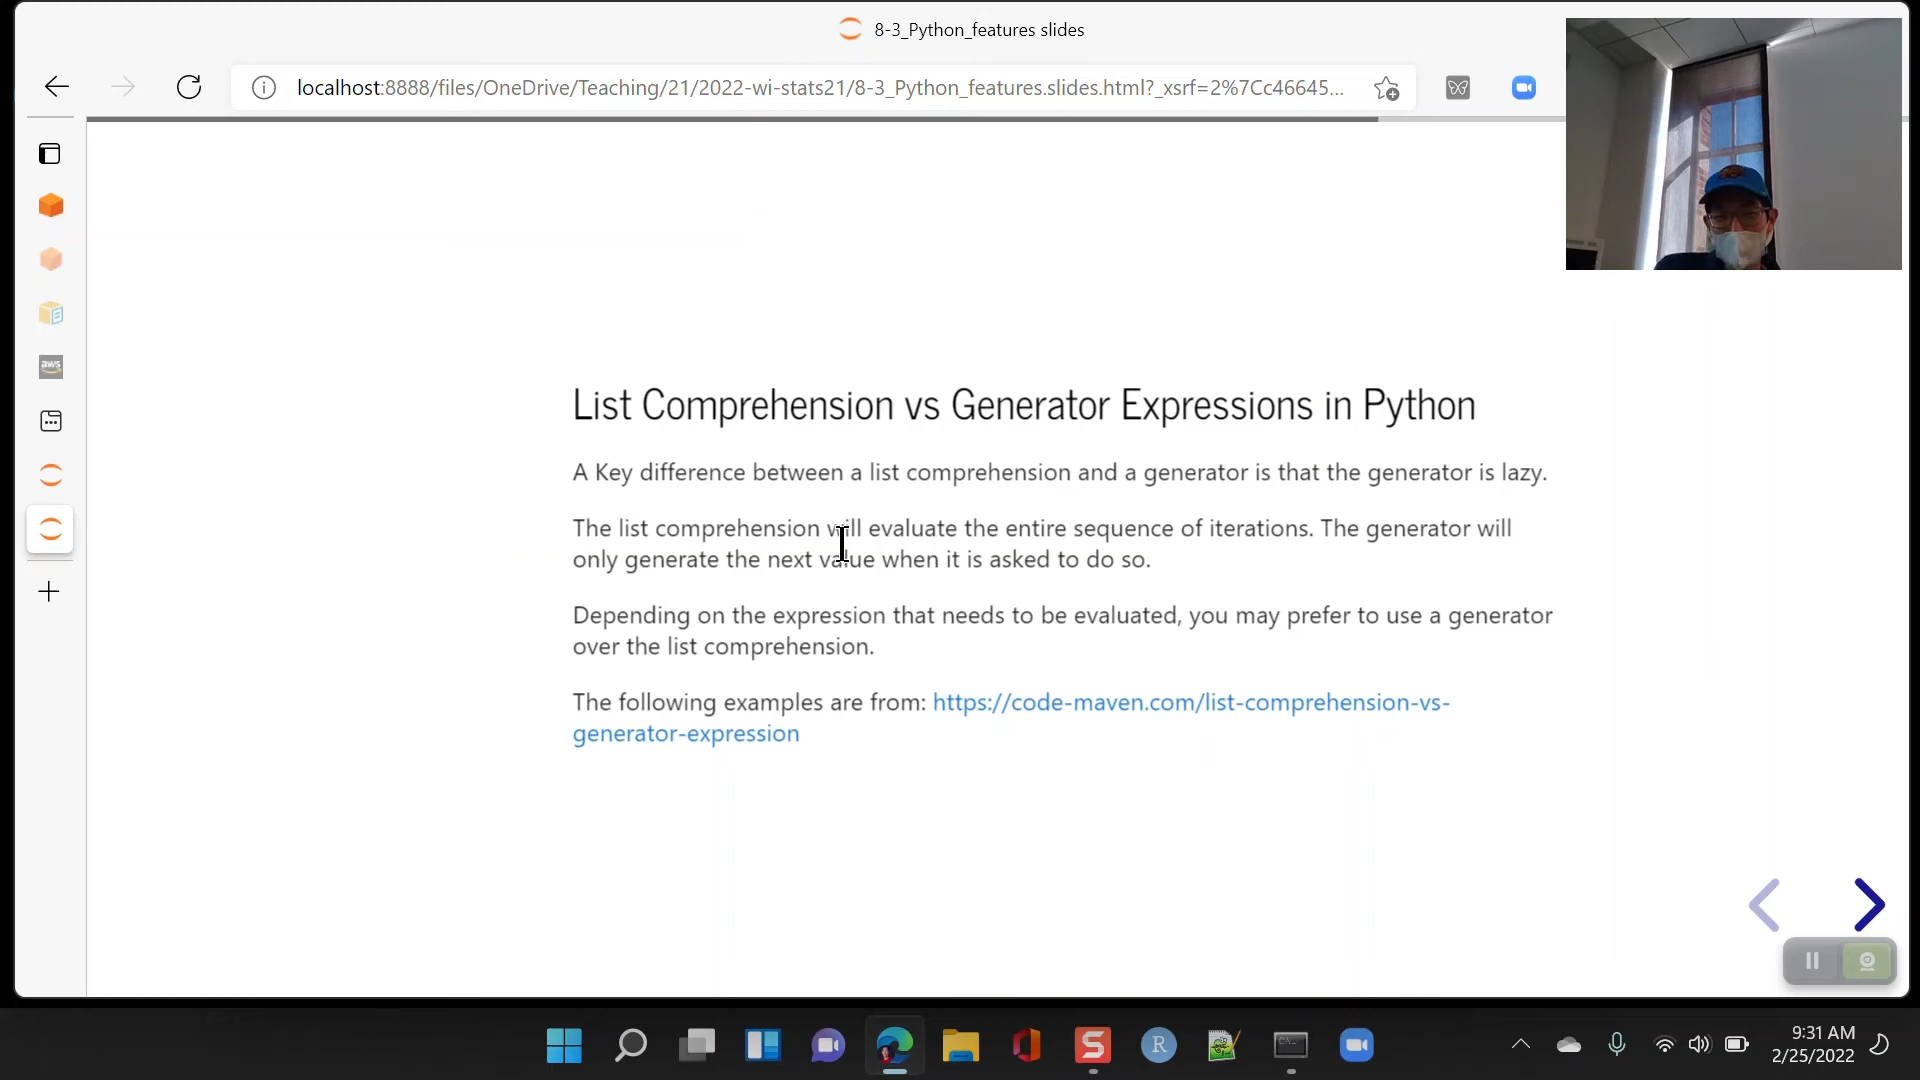 8-3_Python_features slides
localhost:8888/files/OneDrive/Teaching/21/2022-wi-stats21/8-3_Python_features.slides.html?_xsrf=2%7Cc46645...
aws
List Comprehension vs Generator Expressions in Python
A Key difference between a list comprehension and a generator is that the generator is lazy.
The list comprehension will evaluate the entire sequence of iterations. The generator will
only generate the next value when it is asked to do so.
Depending on the expression that needs to be evaluated, you may prefer to use a generator
over the list comprehension.
The following examples are from: https://code-maven.com/list-comprehension-vs-
generator-expression
S
R
9:31 AM
2/25/2022